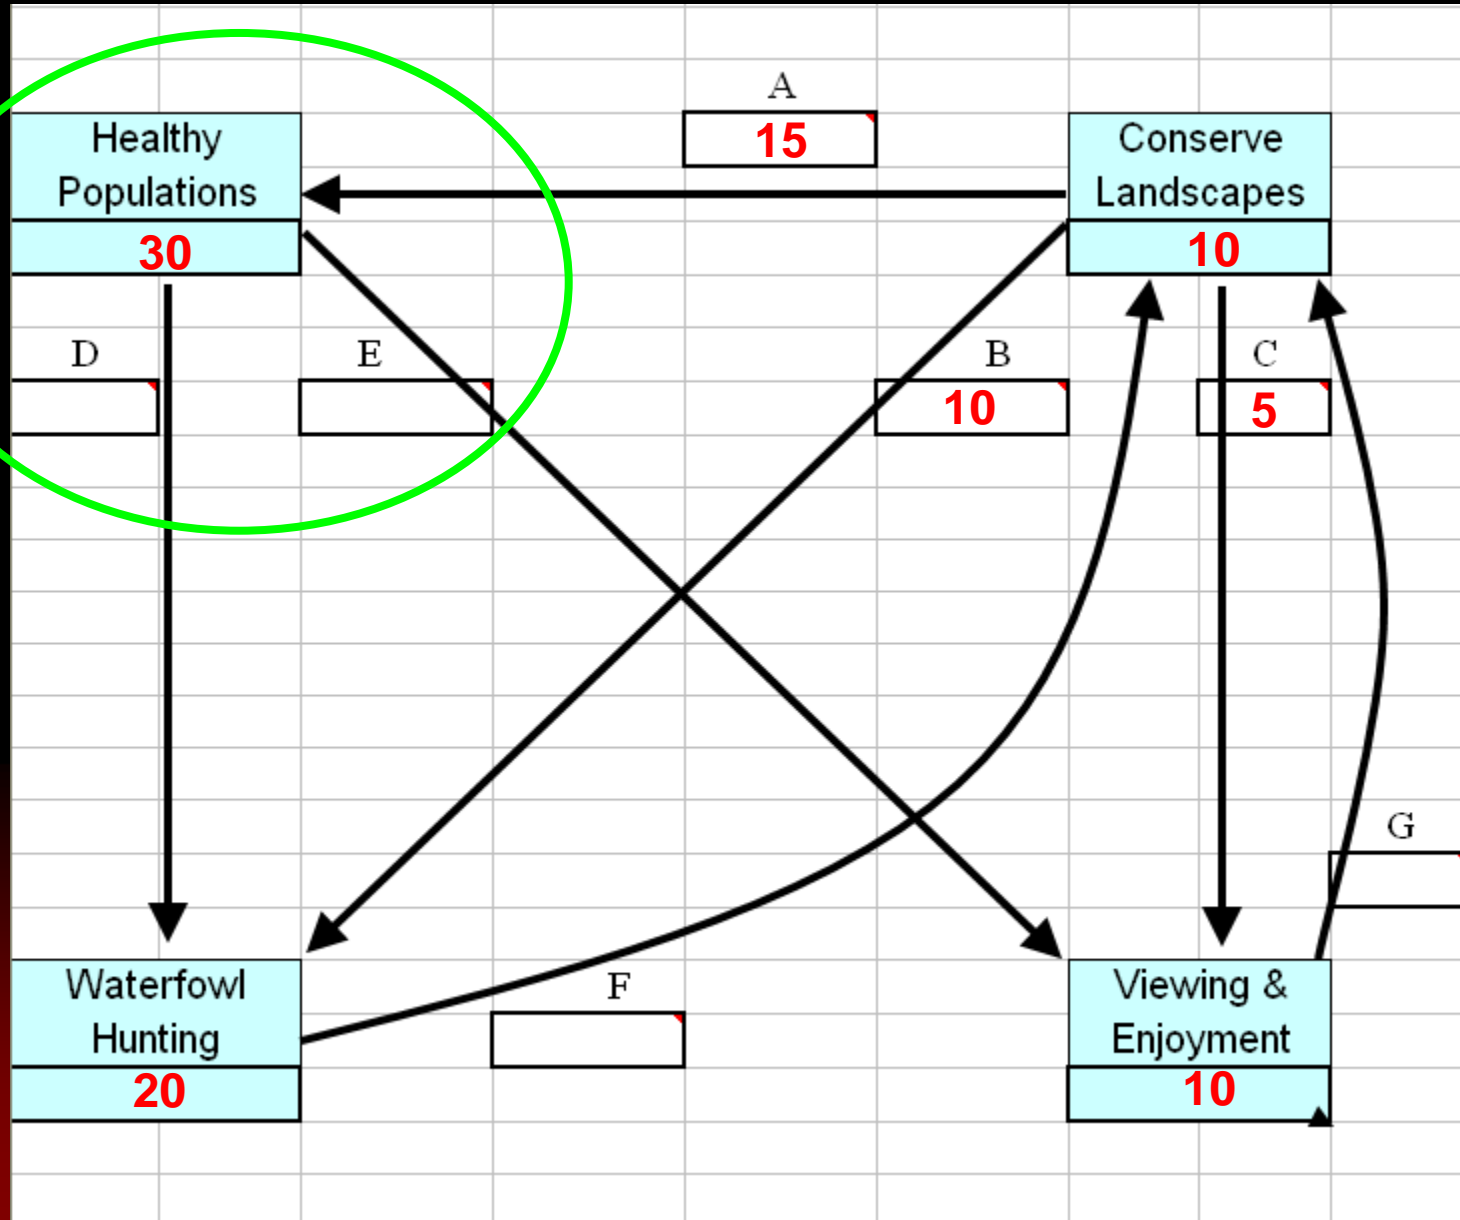 A
15
Healthy
Populations
30
Conserve
Landscapes
10
D
E
B
10
C
5
G
F
Waterfowl
Hunting
20
Viewing &
Enjoyment
10